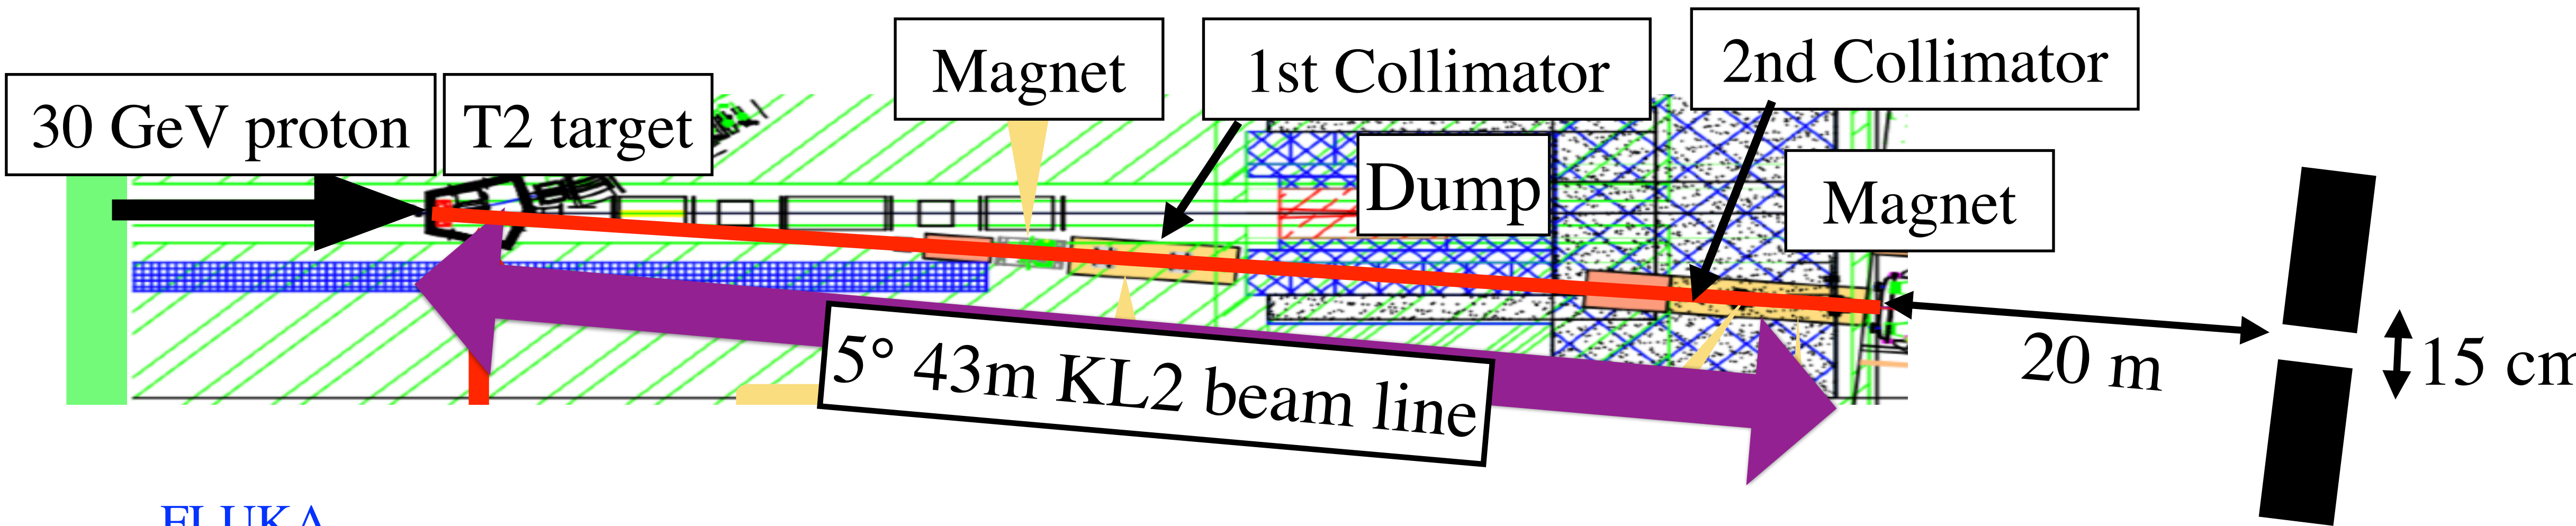 30 GeV proton
T2 target
Magnet
1st Collimator
2nd Collimator
Dump
Magnet
5° 43m KL2 beam line
20 m
15 cm
FLUKA